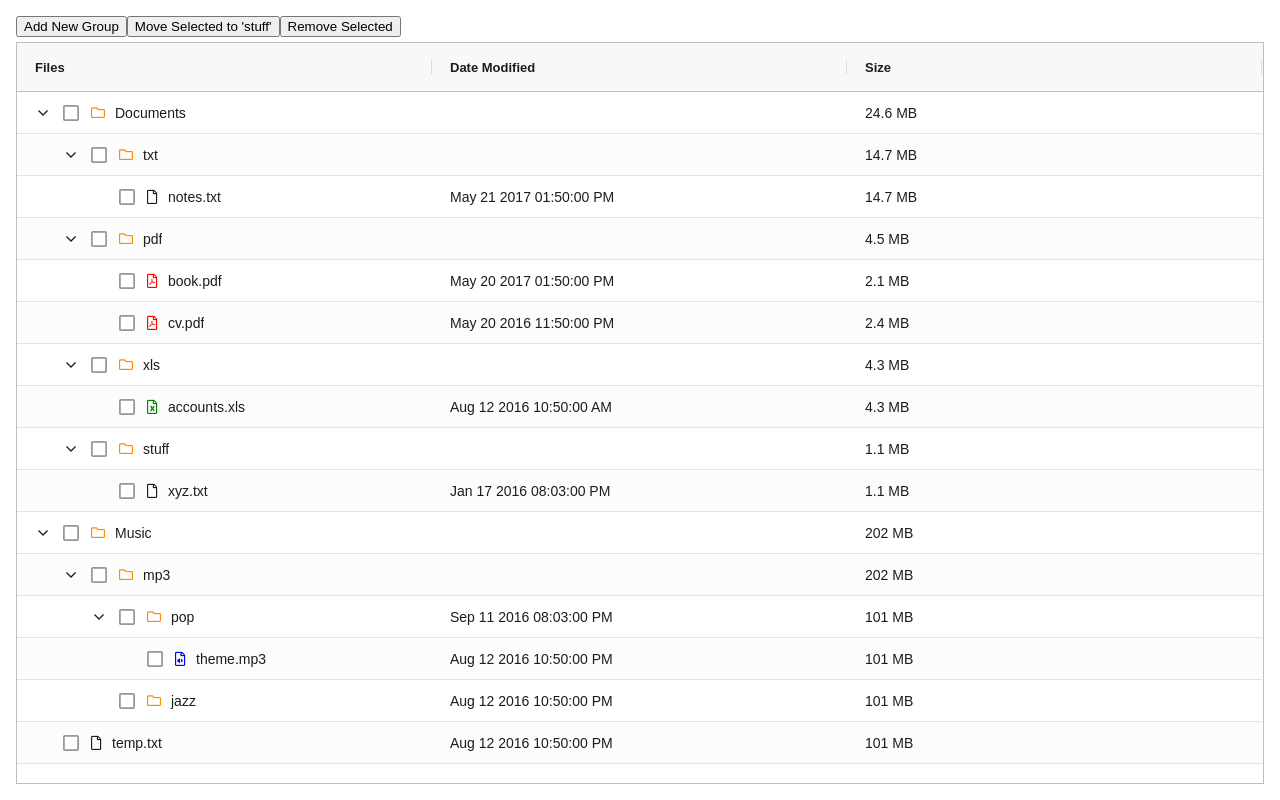 Add New Group Move Selected to 'stuff' Remove Selected
Files Date Modified Size
Documents 24.6 MB
txt 14.7 MB
notes.txt May 21 2017 01:50:00 PM 14.7 MB
pdf 4.5 MB
book.pdf May 20 2017 01:50:00 PM 2.1 MB
cv.pdf May 20 2016 11:50:00 PM 2.4 MB
xls 4.3 MB
accounts.xls Aug 12 2016 10:50:00 AM 4.3 MB
stuff 1.1 MB
xyz.txt Jan 17 2016 08:03:00 PM 1.1 MB
Music 202 MB
mp3 202 MB
pop Sep 11 2016 08:03:00 PM 101 MB
theme.mp3 Aug 12 2016 10:50:00 PM 101 MB
jazz Aug 12 2016 10:50:00 PM 101 MB
temp.txt Aug 12 2016 10:50:00 PM 101 MB